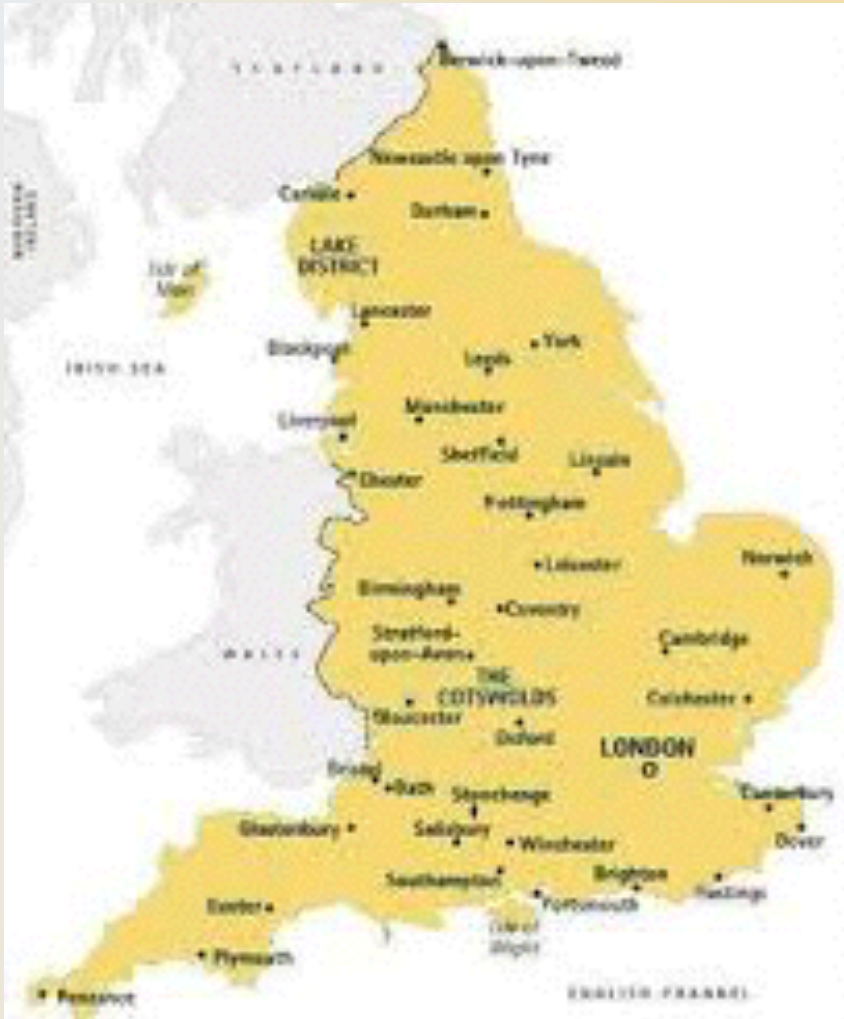 Berwick-upon-Tweed
SCOTLAND
Newcastle upon Tyne
Carlisle
NORTHERN
IRELAND
Durham
LAKE
DISTRICT
Isle of
Man
Lancaster
York
Blackpool
Leeds
IRISH SEA
Manchester
Liverpool
Sheffield
Lincoln
Chester
Nottingham
Norwich
Leicester
Birmingham
Coventry
Stratford-
upon-Avon
Cambridge
WALES
THE
COTSWOLDS
Colchester
Gloucester
Oxford
LONDON
Bristol
Bath
Stonehenge
Canterbury
Glastonbury
Salisbury
Winchester
Dover
Southampton
Brighton
Hastings
Exeter
Portsmouth
Isle of
Wight
Plymouth
ENGLISH CHANNEL
Penzance